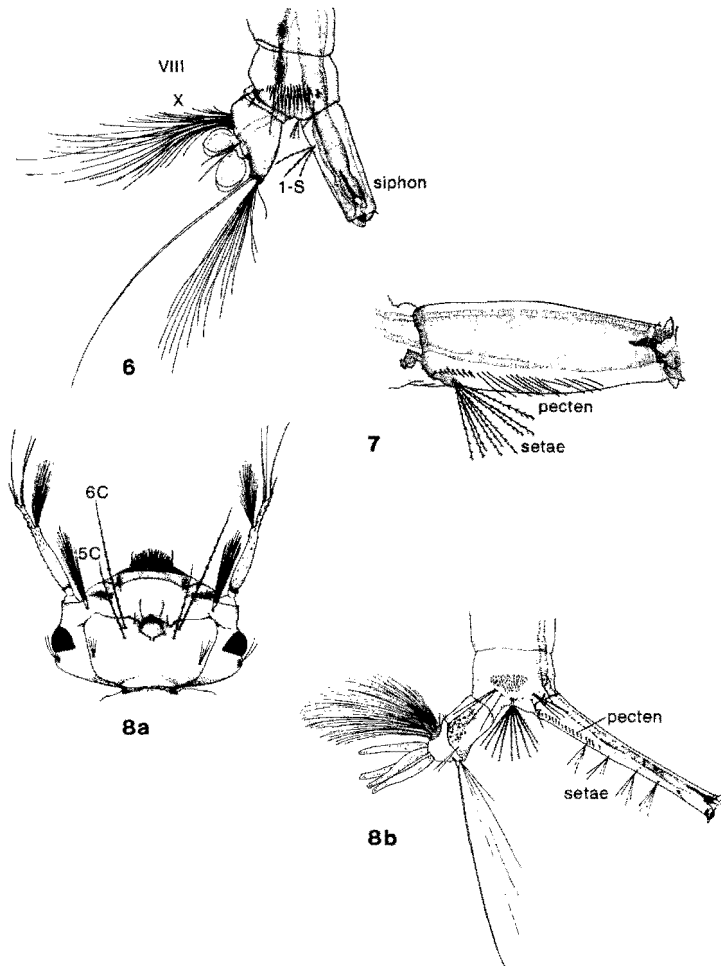 VIII
X
1-S
siphon
6
pecten
setae
7
6C
5C
8a
pecten
setae
8b